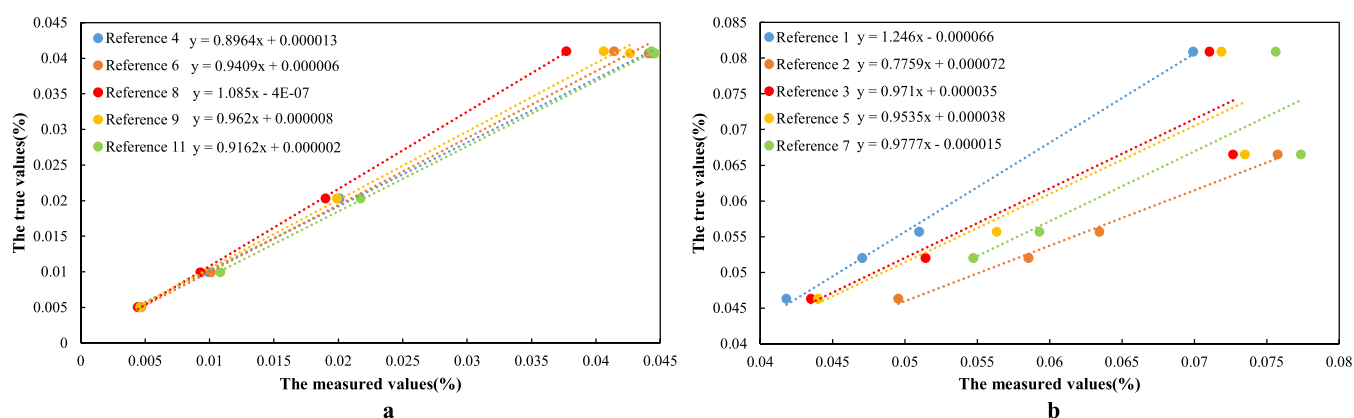 0.045
0.04
0.035
0.03
0.025
0.02
0.015
0.01
0.005
0
The true values(%)
Reference 4 y = 0.8964x + 0.000013
Reference 6 y = 0.9409x + 0.000006
Reference 8 y = 1.085x - 4E-07
Reference 9 y = 0.962x + 0.000008
Reference 11 y = 0.9162x + 0.000002
0 0.005 0.01 0.015 0.02 0.025 0.03 0.035 0.04 0.045
The measured values(%)
a
0.085
0.08
0.075
0.07
0.065
0.06
0.055
0.05
0.045
0.04
The true values(%)
Reference 1 y = 1.246x - 0.000066
Reference 2 y = 0.7759x + 0.000072
Reference 3 y = 0.971x + 0.000035
Reference 5 y = 0.9535x + 0.000038
Reference 7 y = 0.9777x - 0.000015
0.04 0.045 0.05 0.055 0.06 0.065 0.07 0.075 0.08
The measured values(%)
b